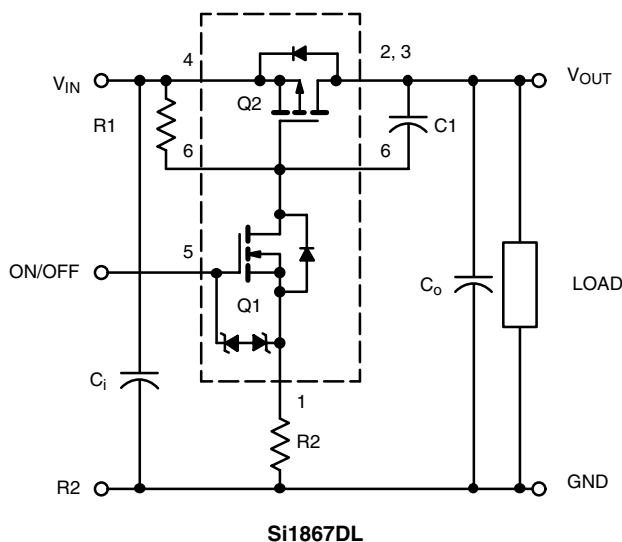 4
2, 3
VIN
VOUT
Q2
R1
C1
6
6
5
ON/OFF
Q1
Co
LOAD
Ci
1
R2
R2
GND
Si1867DL